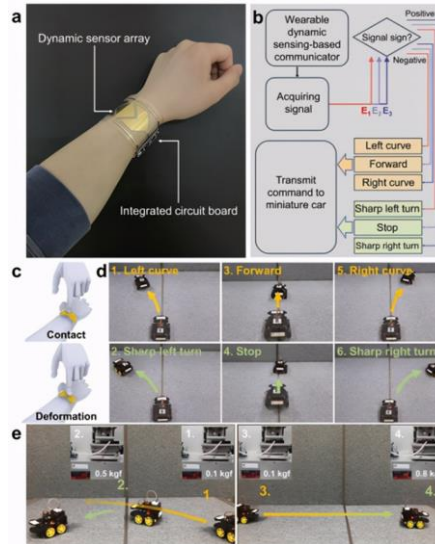 a
Dynamic sensor array
Integrated circuit board
b
Wearable
dynamic
sensing-based
communicator
Acquiring
signal
Signal sign?
Positive
Negative
E₁ E₂ E₃
Left curve
Forward
Right curve
Transmit
command to
miniature car
Sharp left turn
Stop
Sharp right turn
c
Contact
Deformation
d
1. Left curve
3. Forward
5. Right curve
2. Sharp left turn
4. Stop
6. Sharp right turn
e
2.
0.5 kgf
1.
0.1 kgf
2.
1.
3.
0.1 kgf
4.
0.8 k
3.
4.